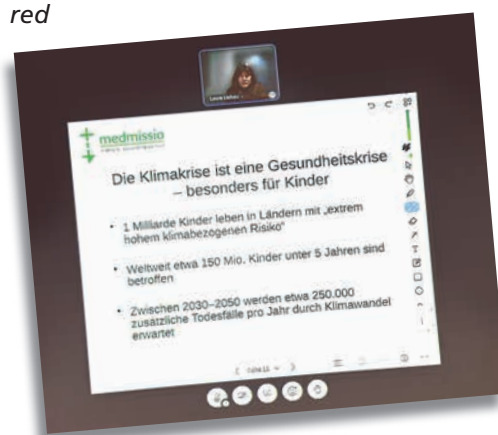 red
medmissio
Die Klimakrise ist eine Gesundheitskrise
– besonders für Kinder
• 1 Milliarde Kinder leben in Ländern mit „extrem
hohem klimabezogenen Risiko“
• Weltweit etwa 150 Mio. Kinder unter 5 Jahren sind
betroffen
• Zwischen 2030–2050 werden etwa 250.000
zusätzliche Todesfälle pro Jahr durch Klimawandel
erwartet